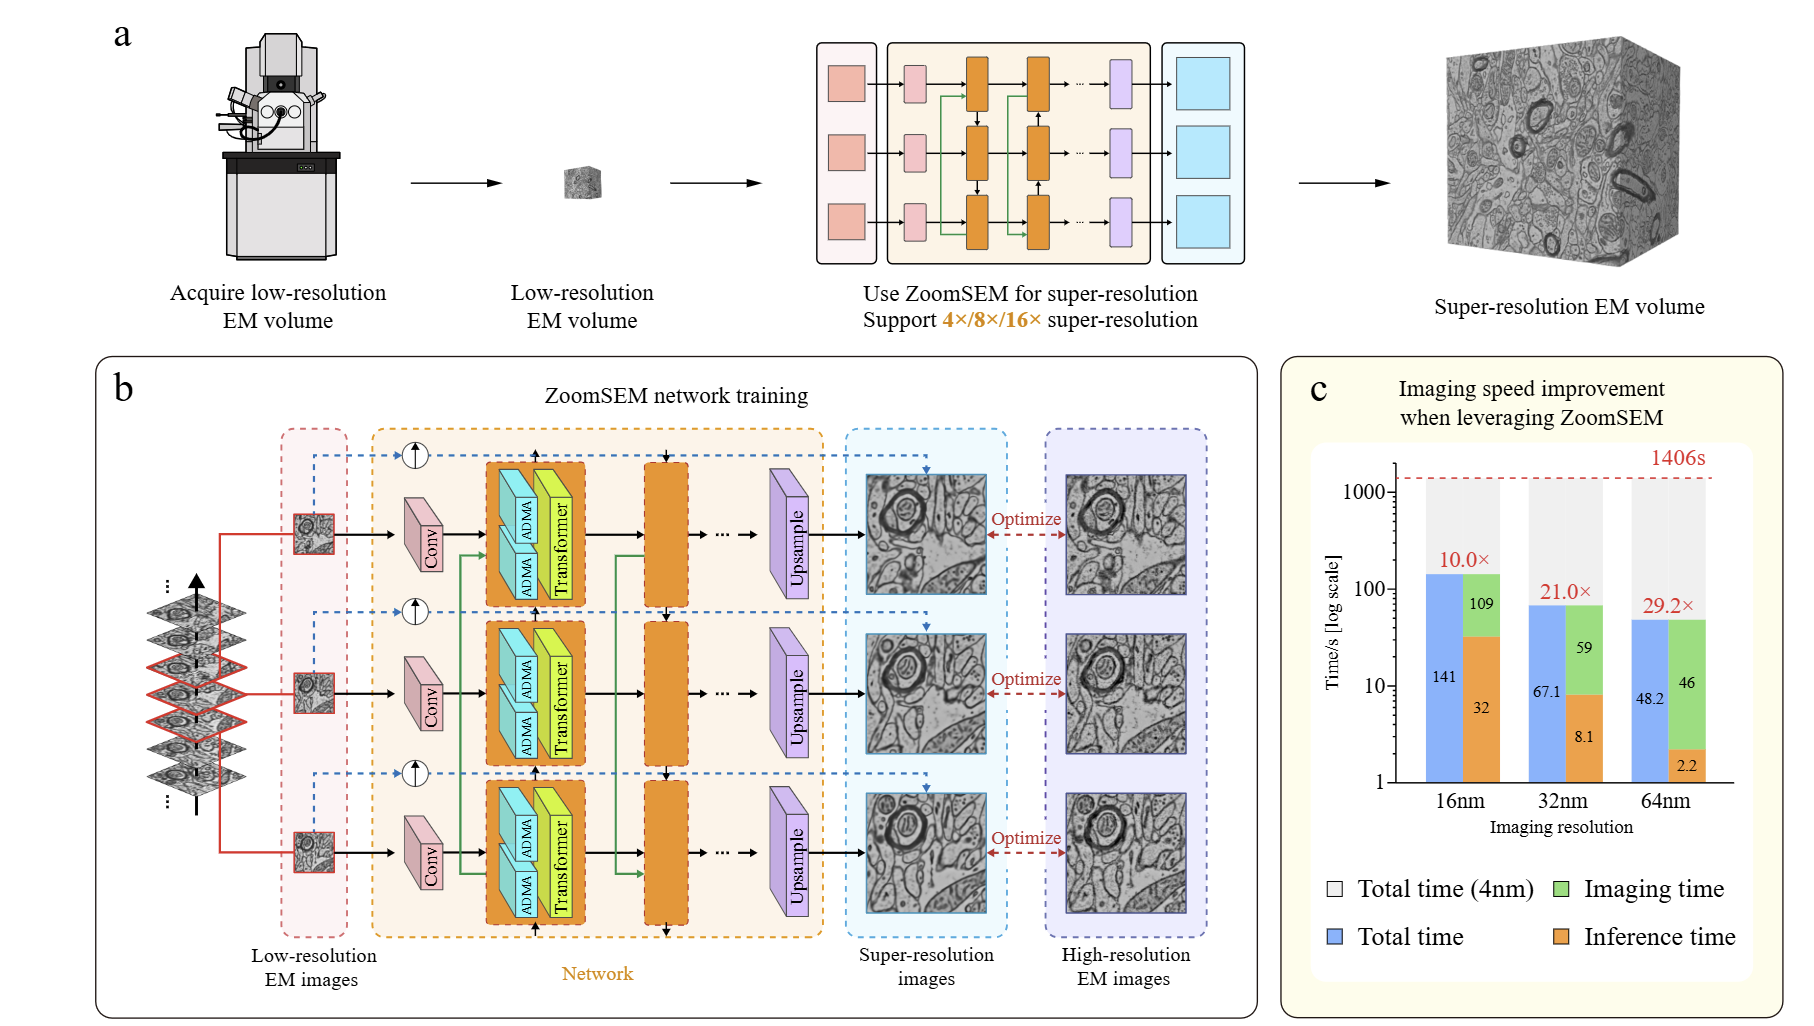 a
Acquire low-resolution
EM volume
Low-resolution
EM volume
Use ZoomSEM for super-resolution
Support 4×/8×/16× super-resolution
Super-resolution EM volume
...
...
...
b
ZoomSEM network training
...
...
Conv
ADMA
ADMA
Transformer
...
Upsample
Optimize
Conv
ADMA
ADMA
Transformer
...
Upsample
Optimize
Conv
ADMA
ADMA
Transformer
...
Upsample
Optimize
Low-resolution
EM images
Network
Super-resolution
images
High-resolution
EM images
c
Imaging speed improvement
when leveraging ZoomSEM
1406s
Time/s [log scale]
1000
100
10
1
10.0×
21.0×
29.2×
141
109
32
67.1
59
8.1
48.2
46
2.2
16nm
32nm
64nm
Imaging resolution
Total time (4nm)
Imaging time
Total time
Inference time